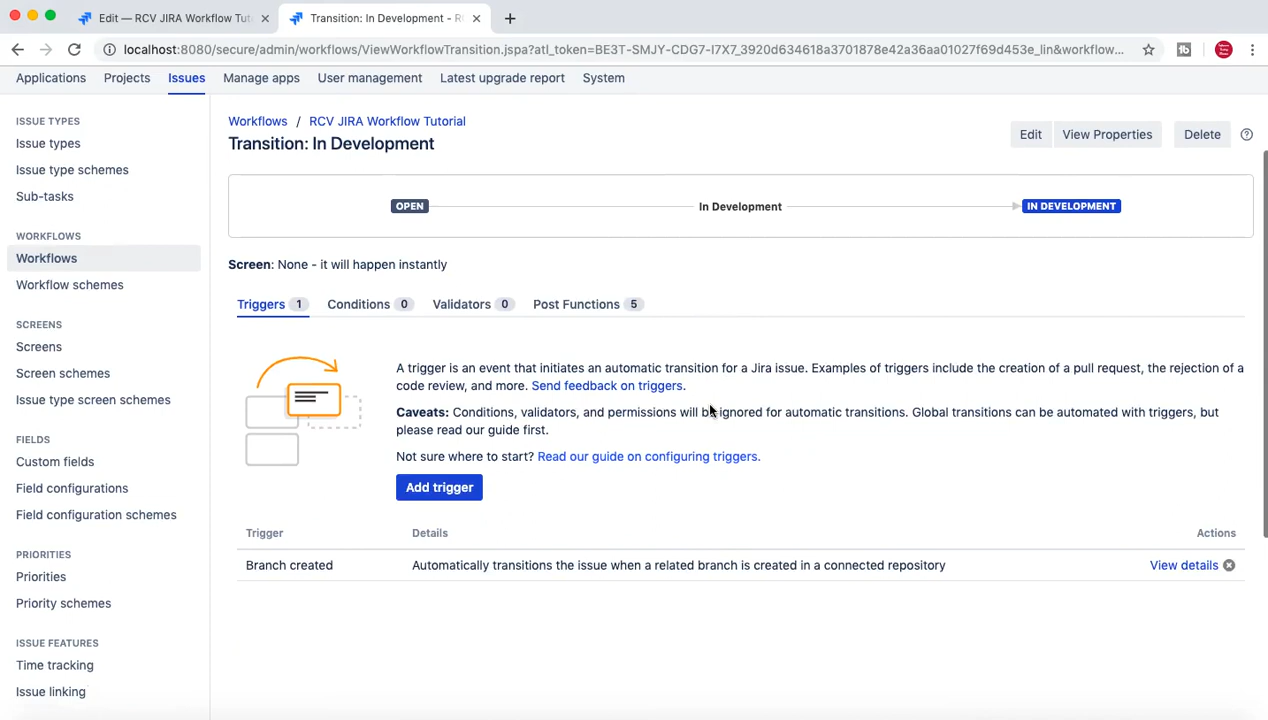 Edit — RCV JIRA Workflow Tut
Transition: In Development - R
localhost:8080/secure/admin/workflows/ViewWorkflowTransition.jspa?atl_token=BE3T-SMJY-CDG7-I7X7_3920d634618a3701878e42a36aa01027f69d453e_lin&workflow...
Applications Projects Issues Manage apps User management Latest upgrade report System
ISSUE TYPES
Issue types
Issue type schemes
Sub-tasks
WORKFLOWS
Workflows
Workflow schemes
SCREENS
Screens
Screen schemes
Issue type screen schemes
FIELDS
Custom fields
Field configurations
Field configuration schemes
PRIORITIES
Priorities
Priority schemes
ISSUE FEATURES
Time tracking
Issue linking
Workflows / RCV JIRA Workflow Tutorial
Transition: In Development
Edit View Properties Delete
OPEN In Development IN DEVELOPMENT
Screen: None - it will happen instantly
Triggers 1 Conditions 0 Validators 0 Post Functions 5
A trigger is an event that initiates an automatic transition for a Jira issue. Examples of triggers include the creation of a pull request, the rejection of a
code review, and more. Send feedback on triggers.
Caveats: Conditions, validators, and permissions will be ignored for automatic transitions. Global transitions can be automated with triggers, but
please read our guide first.
Not sure where to start? Read our guide on configuring triggers.
Add trigger
Trigger Details Actions
Branch created Automatically transitions the issue when a related branch is created in a connected repository View details